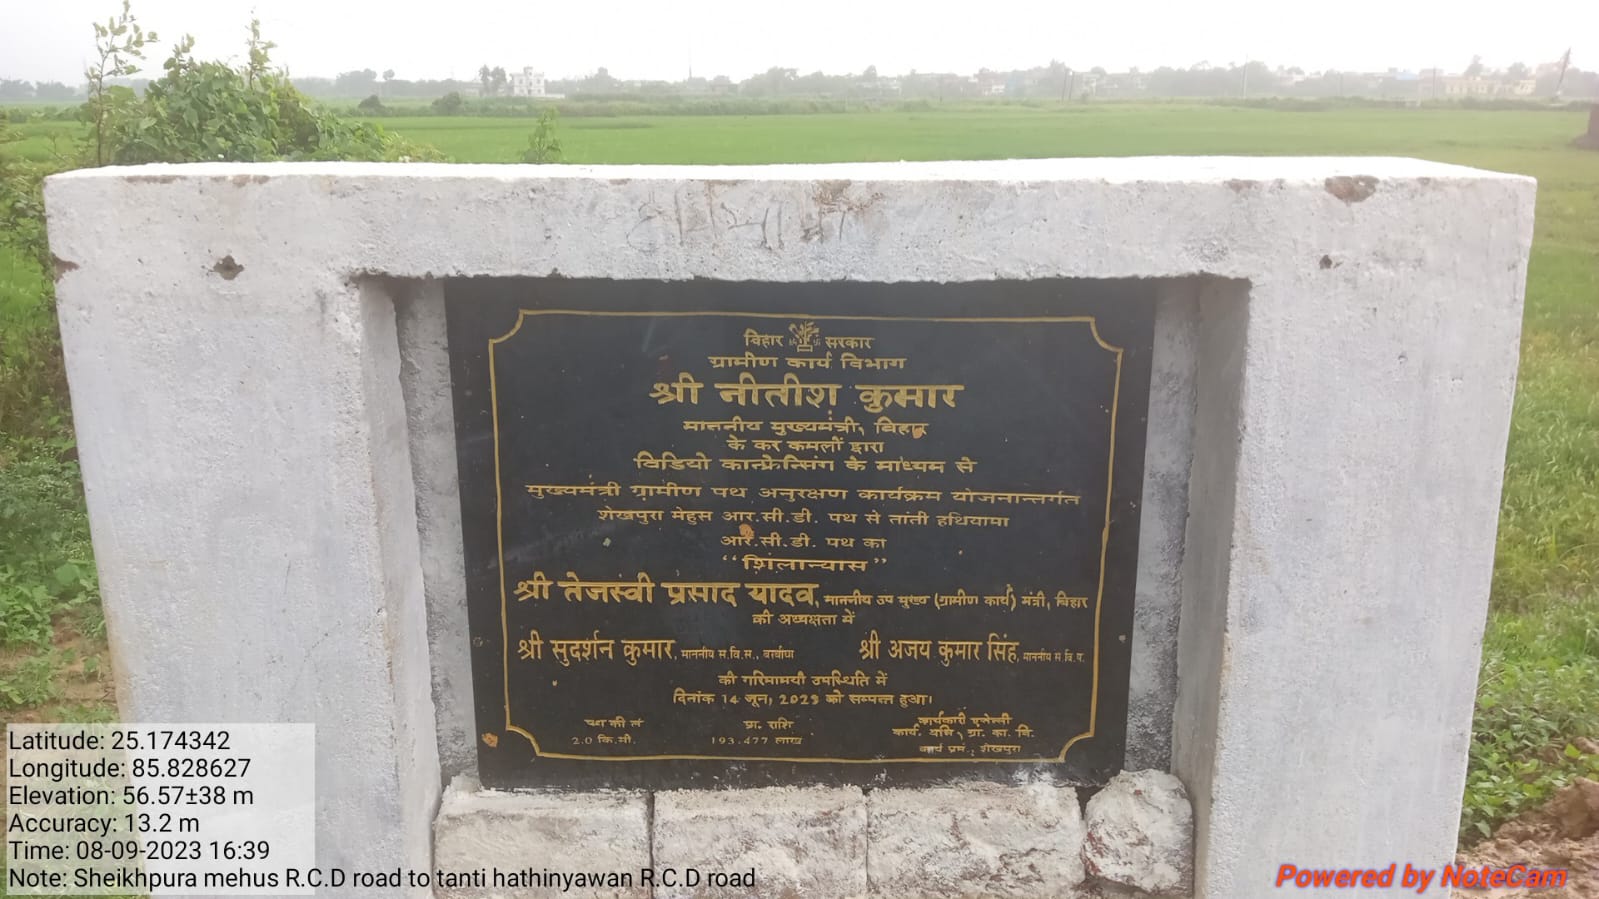 बिहार सरकार
ग्रामीण कार्य विभाग
श्री नीतीश कुमार
माननीय मुख्यमंत्री, बिहार
के कर कमलों द्वारा
विडियो कान्फ्रेन्सिंग के माध्यम से
मुख्यमंत्री ग्रामीण पथ अनुरक्षण कार्यक्रम योजनान्तर्गत
शेखपुरा मेहुस आर.सी.डी. पथ से तांती हथियामा
आर.सी.डी. पथ का
"शिलान्यास"
श्री तेजस्वी प्रसाद यादव, माननीय उप मुख्य (ग्रामीण कार्य) मंत्री, बिहार
की अध्यक्षता में
श्री सुदर्शन कुमार, माननीय स.वि.स., बरबीघा श्री अजय कुमार सिंह, माननीय स.वि.प.
की गरिमामयी उपस्थिति में
दिनांक 14 जून, 2023 को सम्पन्न हुआ।
पथ की लं प्रा. राशि कार्यकारी एजेन्सी
2.0 कि.मी. 193.477 लाख कार्य. ग्रा. का. वि.
कार्य प्रमं., शेखपुरा
Latitude: 25.174342
Longitude: 85.828627
Elevation: 56.57±38 m
Accuracy: 13.2 m
Time: 08-09-2023 16:39
Note: Sheikhpura mehus R.C.D road to tanti hathinyawan R.C.D road
Powered by NoteCam